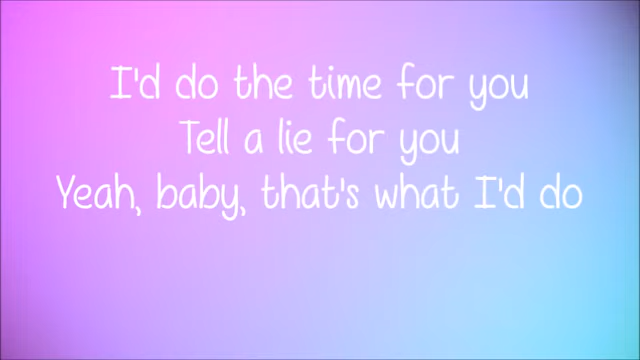 I'd do the time for you
Tell a lie for you
Yeah, baby, that's what I'd do